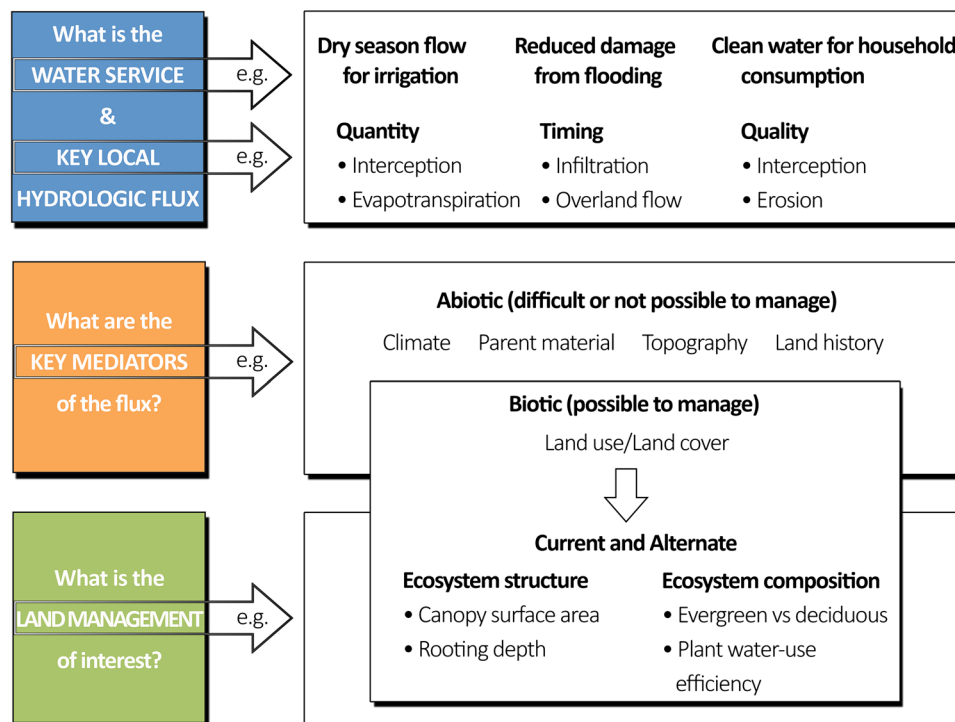 What is the
WATER SERVICE
&
KEY LOCAL
HYDROLOGIC FLUX
e.g.
e.g.
Dry season flow
for irrigation
Reduced damage
from flooding
Clean water for household
consumption
Quantity
• Interception
• Evapotranspiration
Timing
• Infiltration
• Overland flow
Quality
• Interception
• Erosion
What are the
KEY MEDIATORS
of the flux?
e.g.
Abiotic (difficult or not possible to manage)
Climate Parent material Topography Land history
Biotic (possible to manage)
Land use/Land cover
What is the
LAND MANAGEMENT
of interest?
e.g.
Current and Alternate
Ecosystem structure
• Canopy surface area
• Rooting depth
Ecosystem composition
• Evergreen vs deciduous
• Plant water-use
efficiency